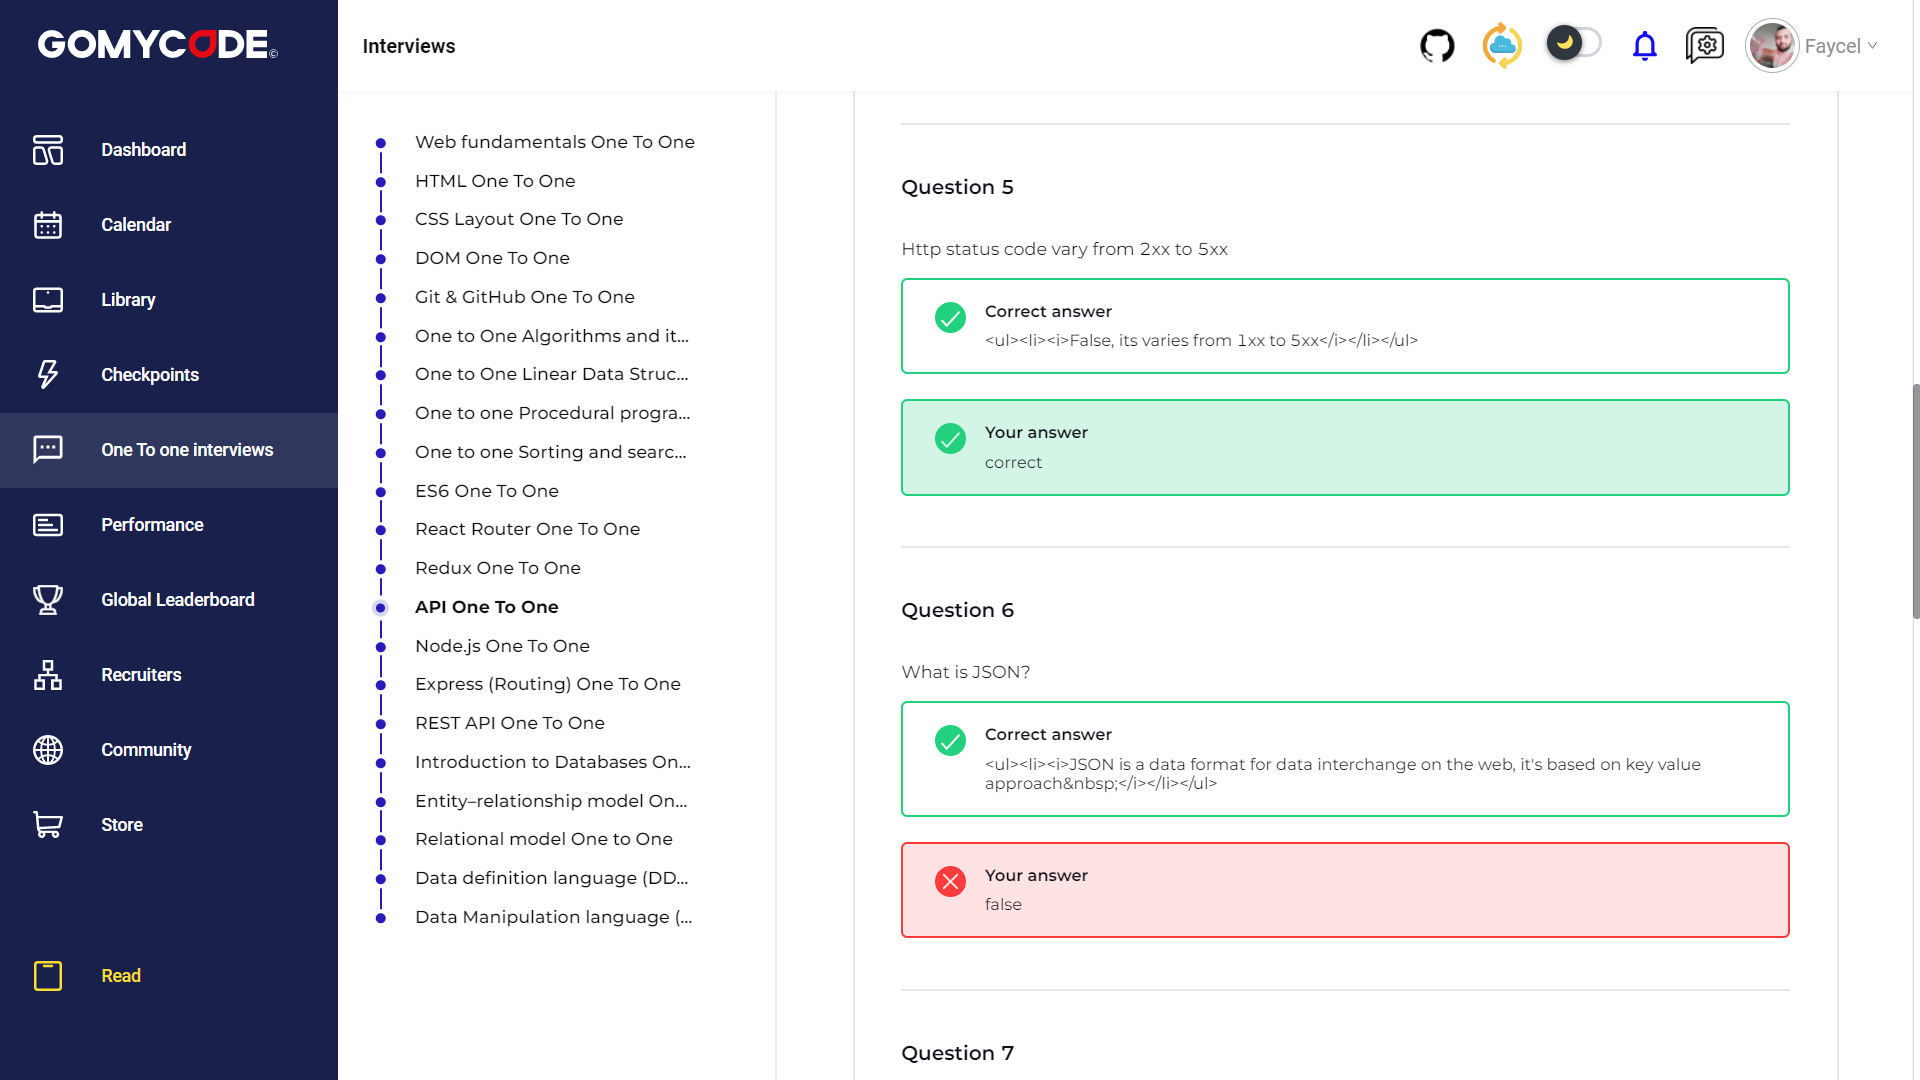 GOMYCODE©
Interviews
Faycel
Dashboard
Calendar
Library
Checkpoints
One To one interviews
Performance
Global Leaderboard
Recruiters
Community
Store
Read
Web fundamentals One To One
HTML One To One
CSS Layout One To One
DOM One To One
Git & GitHub One To One
One to One Algorithms and it...
One to One Linear Data Struc...
One to one Procedural progra...
One to one Sorting and searc...
ES6 One To One
React Router One To One
Redux One To One
API One To One
Node.js One To One
Express (Routing) One To One
REST API One To One
Introduction to Databases On...
Entity–relationship model On...
Relational model One to One
Data definition language (DD...
Data Manipulation language (...
Question 5
Http status code vary from 2xx to 5xx
Correct answer
<ul><li><i>False, its varies from 1xx to 5xx</i></li></ul>
Your answer
correct
Question 6
What is JSON?
Correct answer
<ul><li><i>JSON is a data format for data interchange on the web, it's based on key value
approach&nbsp;</i></li></ul>
Your answer
false
Question 7